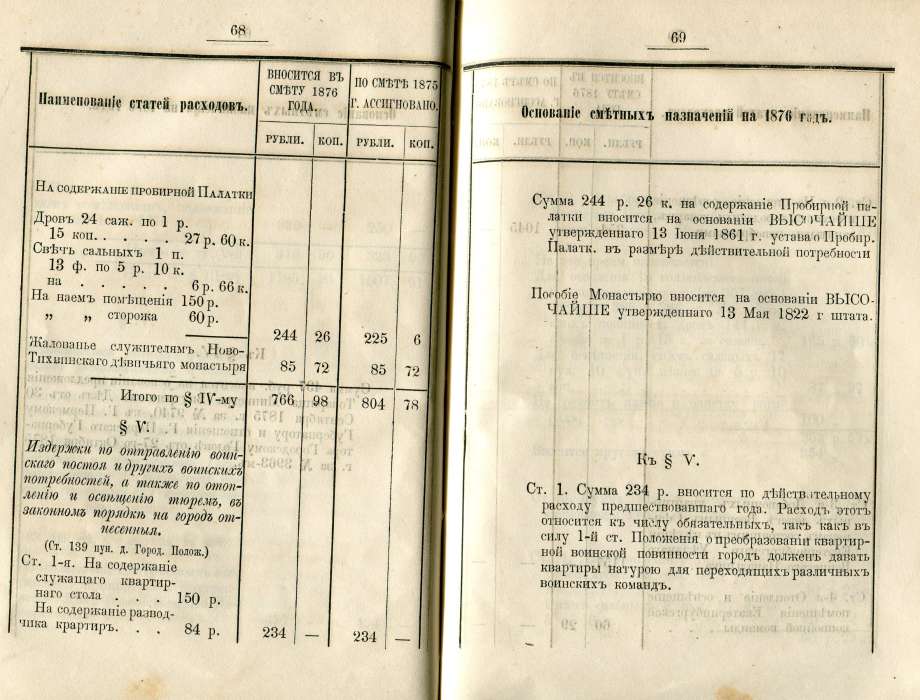 68
Наименованіе статей расходовъ.
ВНОСИТСЯ ВЪ
СМѢТУ 1876
ГОДА.
ПО СМѢТѢ 1875
Г. АССИГНОВАНО.
РУБЛИ. КОП. РУБЛИ. КОП.
На содержаніе пробирной Палатки
Дровъ 24 саж. по 1 р.
15 коп. . . . . 27 р. 60 к.
Свѣчъ сальныхъ 1 п.
13 ф. по 5 р. 10 к.
на . . . . . 6 р. 66 к.
На наемъ помѣщенія 150 р.
„ „ сторожа 60 р.
244 26 225 6
Жалованье служителямъ Ново-
Тихвинскаго дѣвичьяго монастыря 85 72 85 72
Итого по § IV-му 766 98 804 78
§ V.
Издержки по отправленію воин-
скаго постоя и другихъ воинскихъ
потребностей, а также по отоп-
ленію и освѣщенію тюремъ, въ
законномъ порядкѣ на городъ от-
несенныя.
(Ст. 139 пун. д. Город. Полож.)
Ст. 1-я. На содержаніе
служащаго квартир-
наго стола . . . 150 р.
На содержаніе развод-
чика квартиръ. . . 84 р. 234 — 234 —
69
Основаніе смѣтныхъ назначеній на 1876 годъ.
Сумма 244 р. 26 к. на содержаніе Пробирной па-
латки вносится на основаніи ВЫСОЧАЙШЕ
утвержденнаго 13 Іюня 1861 г. устава о Пробир.
Палатк. въ размѣрѣ дѣйствительной потребности
Пособіе Монастырю вносится на основаніи ВЫСО-
ЧАЙШЕ утвержденнаго 13 Мая 1822 г штата.
Къ § V.
Ст. 1. Сумма 234 р. вносится по дѣйствительному
расходу предшествовавшаго года. Расходъ этотъ
относится къ числу обязательныхъ, такъ какъ въ
силу 1-й ст. Положенія о преобразованіи квартир-
ной воинской повинности городъ долженъ давать
квартиры натурою для переходящихъ различныхъ
воинскихъ командъ.